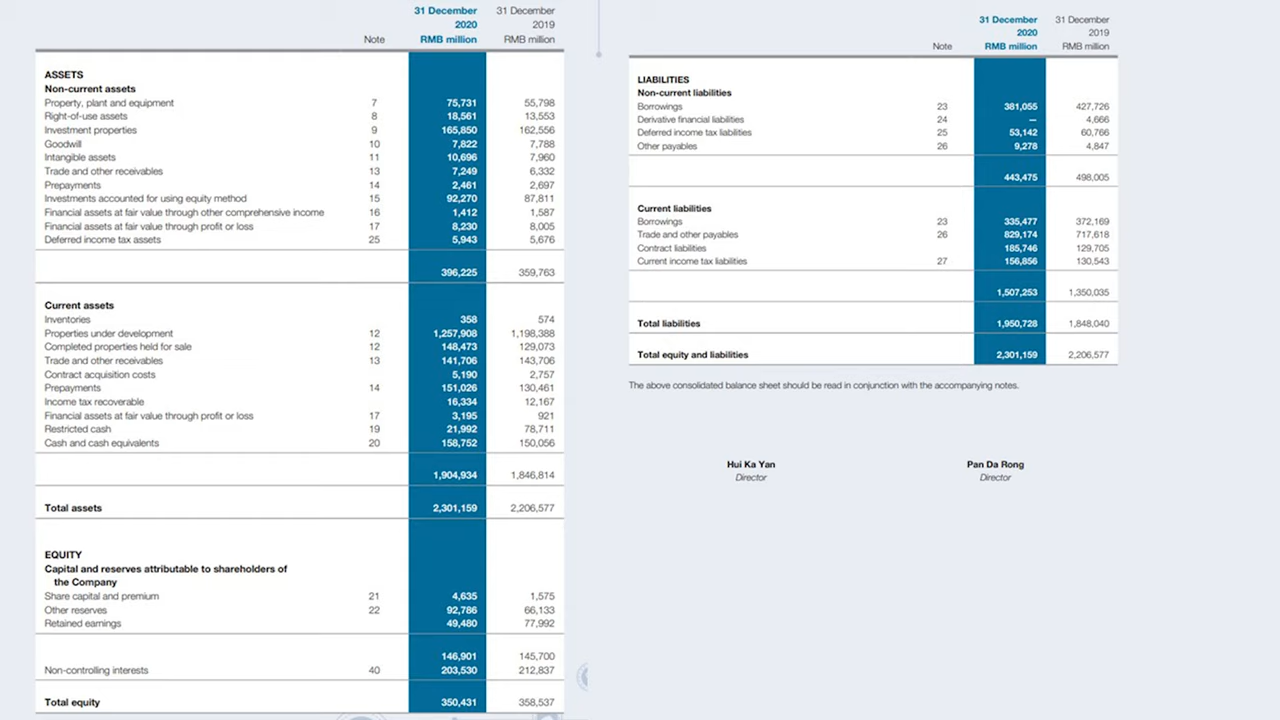 31 December 31 December
2020 2019
Note RMB million RMB million
ASSETS
Non-current assets
Property, plant and equipment 7 75,731 55,798
Right-of-use assets 8 18,561 13,553
Investment properties 9 165,850 162,556
Goodwill 10 7,822 7,788
Intangible assets 11 10,696 7,960
Trade and other receivables 13 7,249 6,332
Prepayments 14 2,461 2,697
Investments accounted for using equity method 15 92,270 87,811
Financial assets at fair value through other comprehensive income 16 1,412 1,587
Financial assets at fair value through profit or loss 17 8,230 8,005
Deferred income tax assets 25 5,943 5,676
396,225 359,763
Current assets
Inventories 358 574
Properties under development 12 1,257,908 1,198,388
Completed properties held for sale 12 148,473 129,073
Trade and other receivables 13 141,706 143,706
Contract acquisition costs 5,190 2,757
Prepayments 14 151,026 130,461
Income tax recoverable 16,334 12,167
Financial assets at fair value through profit or loss 17 3,195 921
Restricted cash 19 21,992 78,711
Cash and cash equivalents 20 158,752 150,056
1,904,934 1,846,814
Total assets 2,301,159 2,206,577
EQUITY
Capital and reserves attributable to shareholders of
the Company
Share capital and premium 21 4,635 1,575
Other reserves 22 92,786 66,133
Retained earnings 49,480 77,992
146,901 145,700
Non-controlling interests 40 203,530 212,837
Total equity 350,431 358,537
31 December 31 December
2020 2019
Note RMB million RMB million
LIABILITIES
Non-current liabilities
Borrowings 23 381,055 427,726
Derivative financial liabilities 24 — 4,666
Deferred income tax liabilities 25 53,142 60,766
Other payables 26 9,278 4,847
443,475 498,005
Current liabilities
Borrowings 23 335,477 372,169
Trade and other payables 26 829,174 717,618
Contract liabilities 185,746 129,705
Current income tax liabilities 27 156,856 130,543
1,507,253 1,350,035
Total liabilities 1,950,728 1,848,040
Total equity and liabilities 2,301,159 2,206,577
The above consolidated balance sheet should be read in conjunction with the accompanying notes.
Hui Ka Yan Pan Da Rong
Director Director